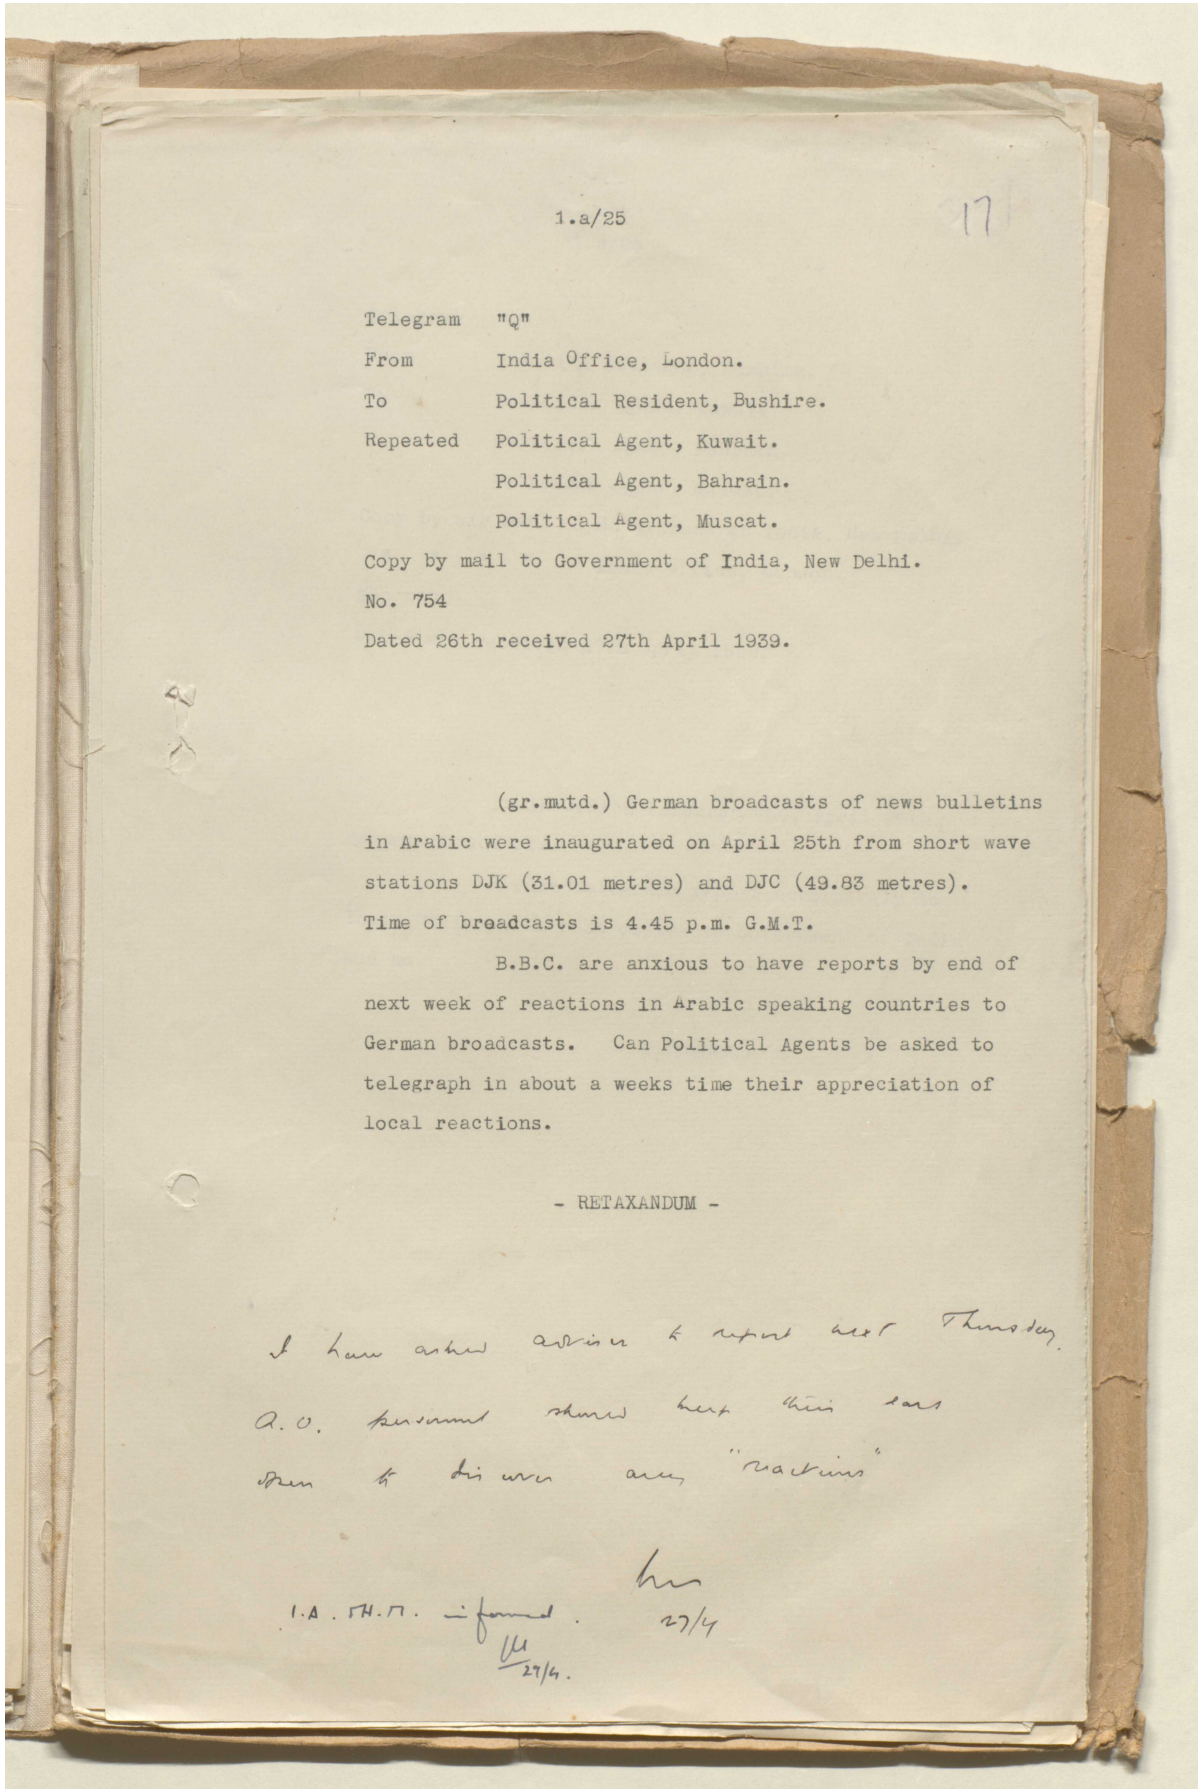 1.a/25
17
Telegram "Q"
From India Office, London.
To Political Resident, Bushire.
Repeated Political Agent, Kuwait.
Political Agent, Bahrain.
Political Agent, Muscat.
Copy by mail to Government of India, New Delhi.
No. 754
Dated 26th received 27th April 1939.
(gr.mutd.) German broadcasts of news bulletins
in Arabic were inaugurated on April 25th from short wave
stations DJK (31.01 metres) and DJC (49.83 metres).
Time of broadcasts is 4.45 p.m. G.M.T.
B.B.C. are anxious to have reports by end of
next week of reactions in Arabic speaking countries to
German broadcasts. Can Political Agents be asked to
telegraph in about a weeks time their appreciation of
local reactions.
- RETAXANDUM -
I have asked adviser to report next Thursday.
A.O. personnel should keep their ears
open to discover any "reactions"
27/4
informed.
29/4.